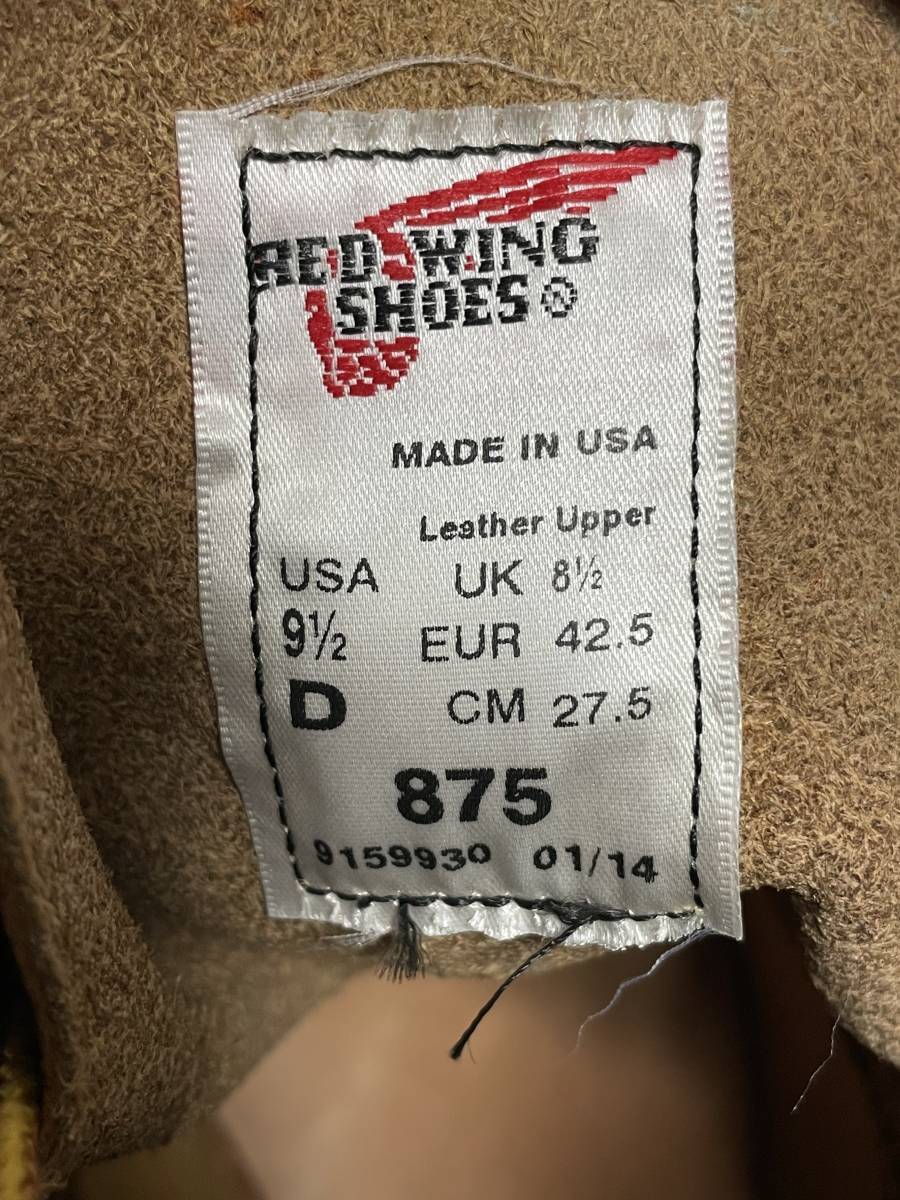 RED WING
SHOES ®
MADE IN USA
Leather Upper
USA UK 8½
9½ EUR 42.5
D CM 27.5
875
9159930 01/14